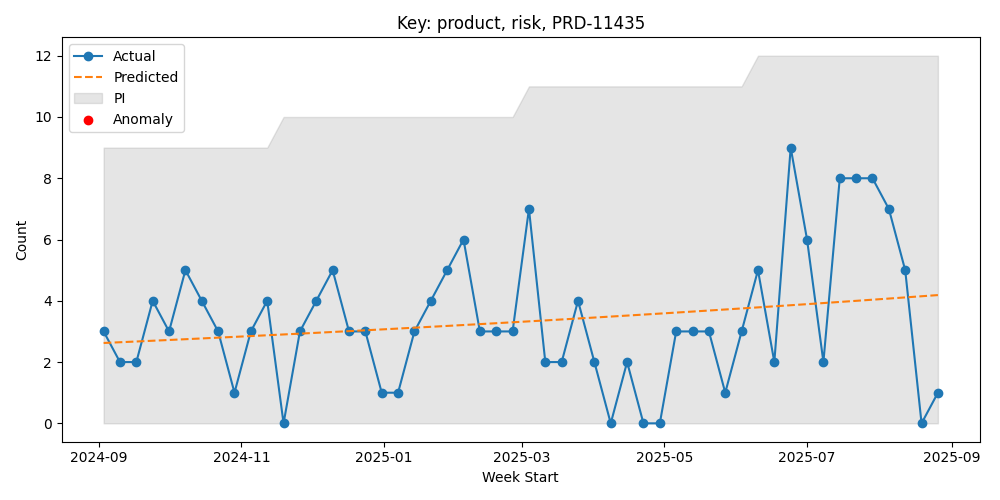 Key: product, risk, PRD-11435
Actual
Predicted
PI
Anomaly
Count
12
10
8
6
4
2
0
2024-09
2024-11
2025-01
2025-03
2025-05
2025-07
2025-09
Week Start